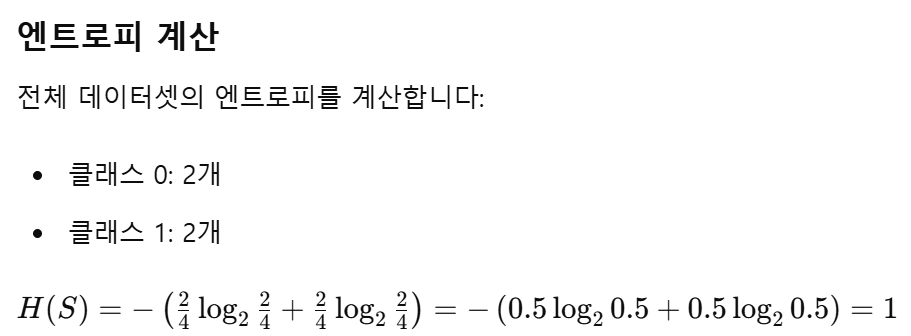 엔트로피 계산
전체 데이터셋의 엔트로피를 계산합니다:
• 클래스 0: 2개
• 클래스 1: 2개
H(S) = −(2/4 log₂ 2/4 + 2/4 log₂ 2/4) = −(0.5 log₂ 0.5 + 0.5 log₂ 0.5) = 1